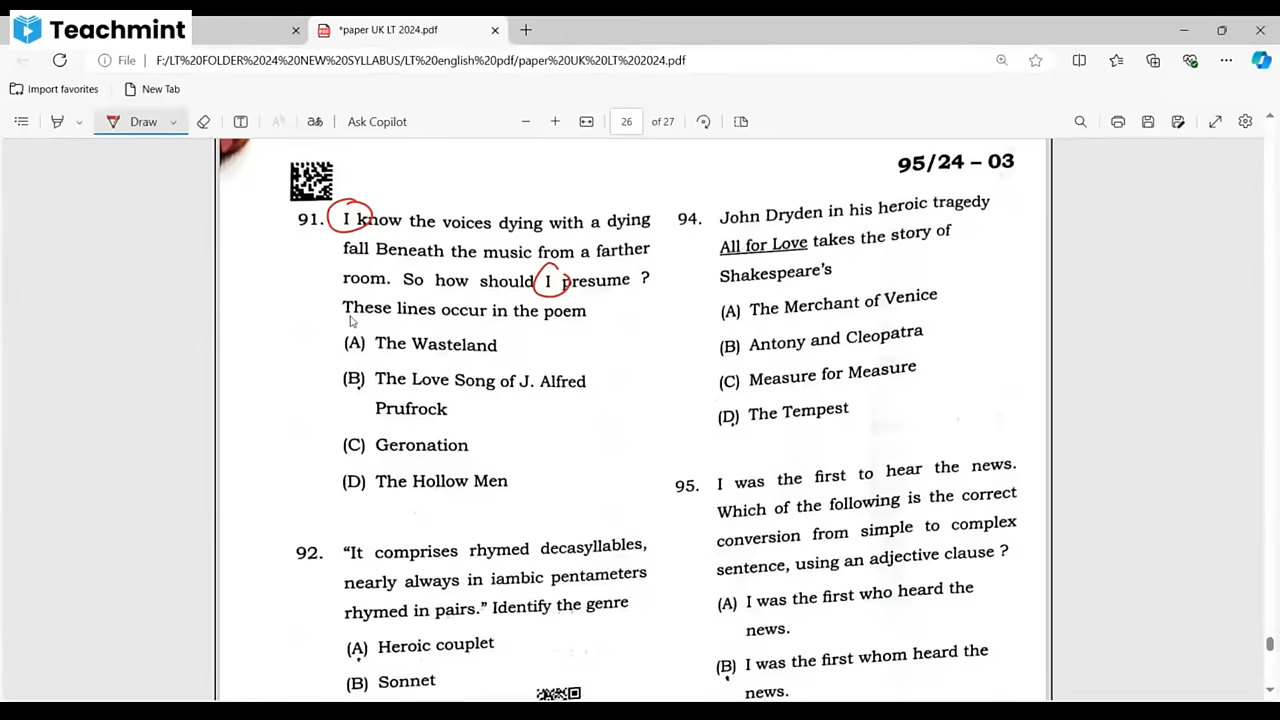 Teachmint
*paper UK LT 2024.pdf
File
F:/LT%20FOLDER%2024%20NEW%20SYLLABUS/LT%20english%20pdf/paper%20UK%20LT%202024.pdf
Import favorites
New Tab
Draw
aあ
Ask Copilot
26
of 27
95/24 – 03
91. I know the voices dying with a dying
fall Beneath the music from a farther
room. So how should I presume ?
These lines occur in the poem
(A) The Wasteland
(B) The Love Song of J. Alfred
Prufrock
(C) Geronation
(D) The Hollow Men
92. “It comprises rhymed decasyllables,
nearly always in iambic pentameters
rhymed in pairs.” Identify the genre
(A) Heroic couplet
(B) Sonnet
94. John Dryden in his heroic tragedy
All for Love takes the story of
Shakespeare’s
(A) The Merchant of Venice
(B) Antony and Cleopatra
(C) Measure for Measure
(D) The Tempest
95. I was the first to hear the news.
Which of the following is the correct
conversion from simple to complex
sentence, using an adjective clause ?
(A) I was the first who heard the
news.
(B) I was the first whom heard the
news.